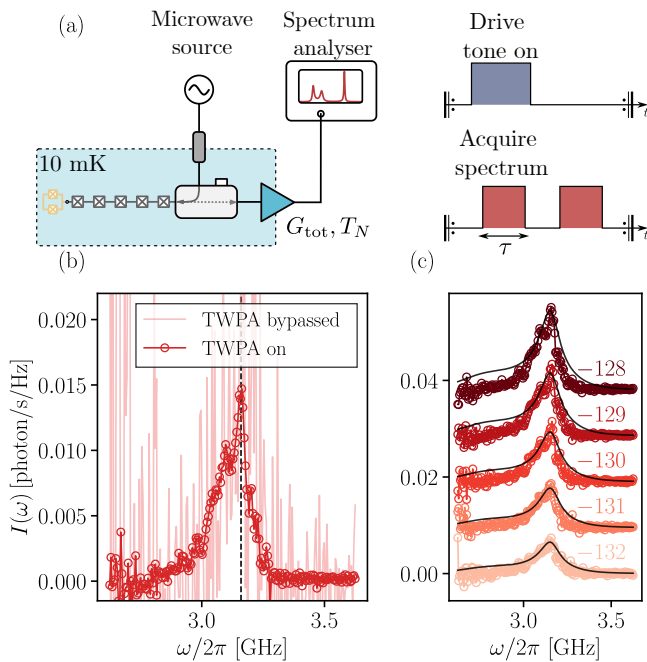 (a)
Microwave
source
Spectrum
analyser
10 mK
G_tot, T_N
Drive
tone on
t
Acquire
spectrum
t
τ
(b)
I(ω) [photon/s/Hz]
0.020
0.015
0.010
0.005
0.000
TWPA bypassed
TWPA on
3.0
3.5
ω/2π [GHz]
(c)
0.04
0.02
0.00
−128
−129
−130
−131
−132
3.0
3.5
ω/2π [GHz]